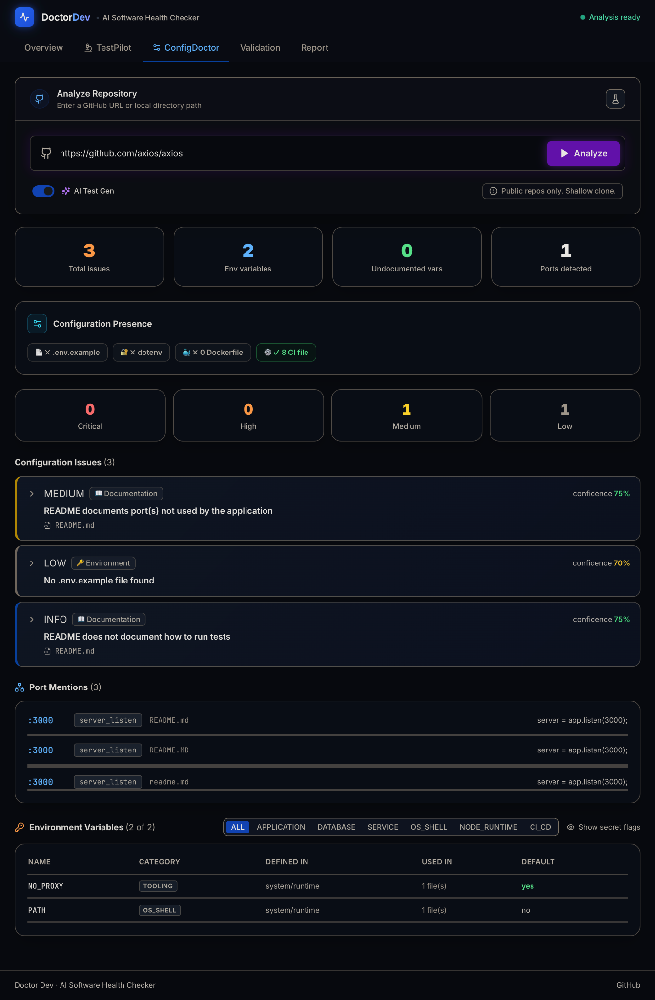 DoctorDev • AI Software Health Checker
Analysis ready
Overview TestPilot ConfigDoctor Validation Report
Analyze Repository
Enter a GitHub URL or local directory path
https://github.com/axios/axios
Analyze
AI Test Gen
Public repos only. Shallow clone.
3 2 0 1
Total issues Env variables Undocumented vars Ports detected
Configuration Presence
✕ .env.example ✕ dotenv ✕ 0 Dockerfile ✓ 8 CI file
0 0 1 1
Critical High Medium Low
Configuration Issues (3)
MEDIUM Documentation confidence 75%
README documents port(s) not used by the application
README.md
LOW Environment confidence 70%
No .env.example file found
INFO Documentation confidence 75%
README does not document how to run tests
README.md
Port Mentions (3)
:3000 server_listen README.md server = app.listen(3000);
:3000 server_listen README.MD server = app.listen(3000);
:3000 server_listen readme.md server = app.listen(3000);
Environment Variables (2 of 2) ALL APPLICATION DATABASE SERVICE OS_SHELL NODE_RUNTIME CI_CD Show secret flags
NAME CATEGORY DEFINED IN USED IN DEFAULT
NO_PROXY TOOLING system/runtime 1 file(s) yes
PATH OS_SHELL system/runtime 1 file(s) no
Doctor Dev · AI Software Health Checker GitHub